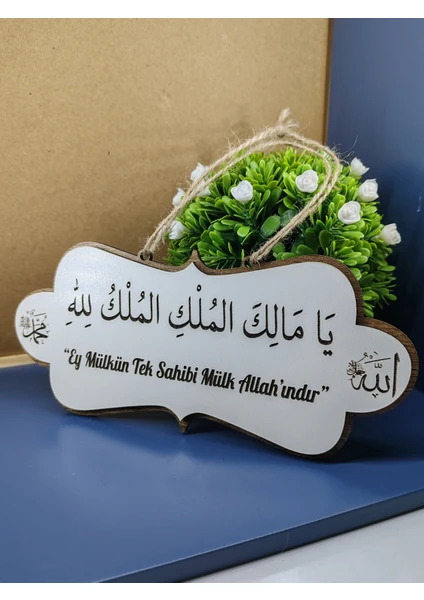 يَا مَالِكَ الْمُلْكِ الْمُلْكُ لِلّٰهِ
“Ey Mülkün Tek Sahibi Mülk Allah’ındır”
الله
محمد